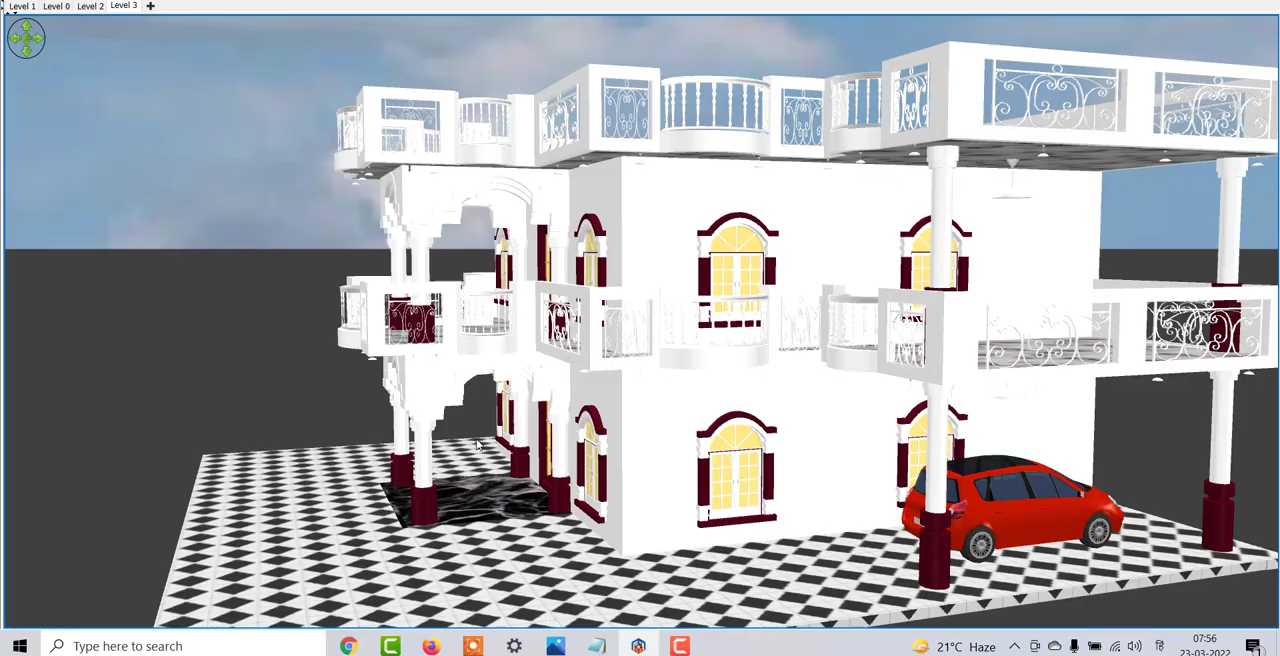 Level 1 Level 0 Level 2 Level 3
Type here to search
21°C Haze
07:56
23-03-2022